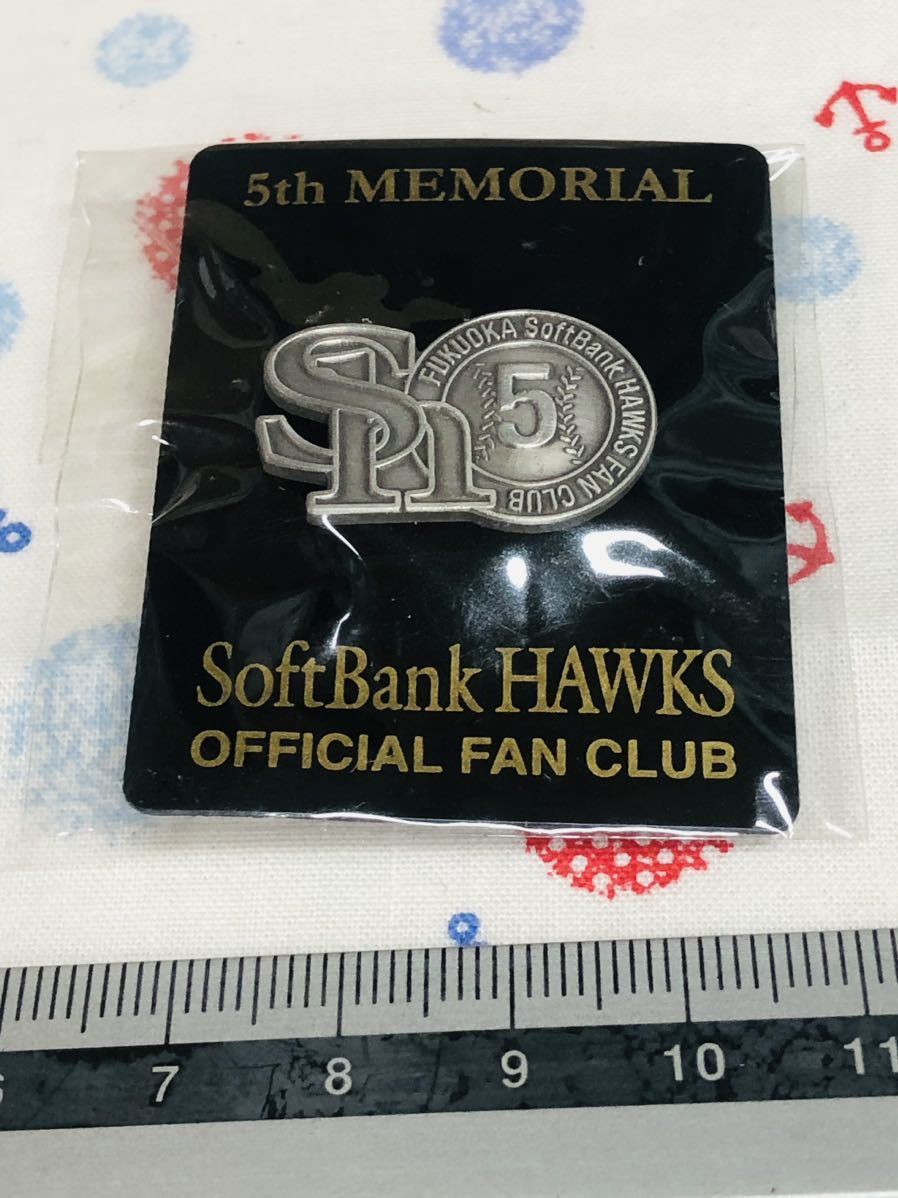 5th MEMORIAL
SH
FUKUOKA SoftBank HAWKS FAN CLUB
5
SoftBank HAWKS
OFFICIAL FAN CLUB
6 7 8 9 10 11